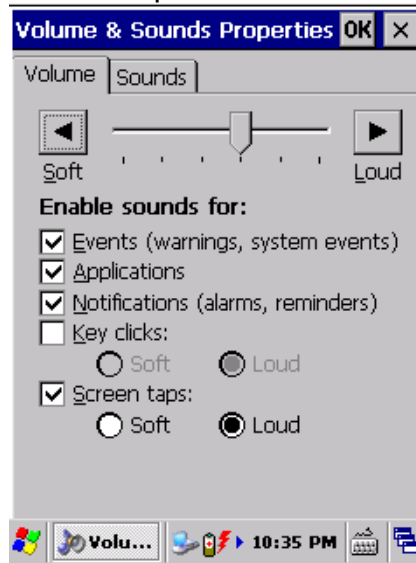 Volume & Sounds Properties OK ×
Volume Sounds
Soft Loud
Enable sounds for:
Events (warnings, system events)
Applications
Notifications (alarms, reminders)
Key clicks:
Soft Loud
Screen taps:
Soft Loud
Volu... 10:35 PM